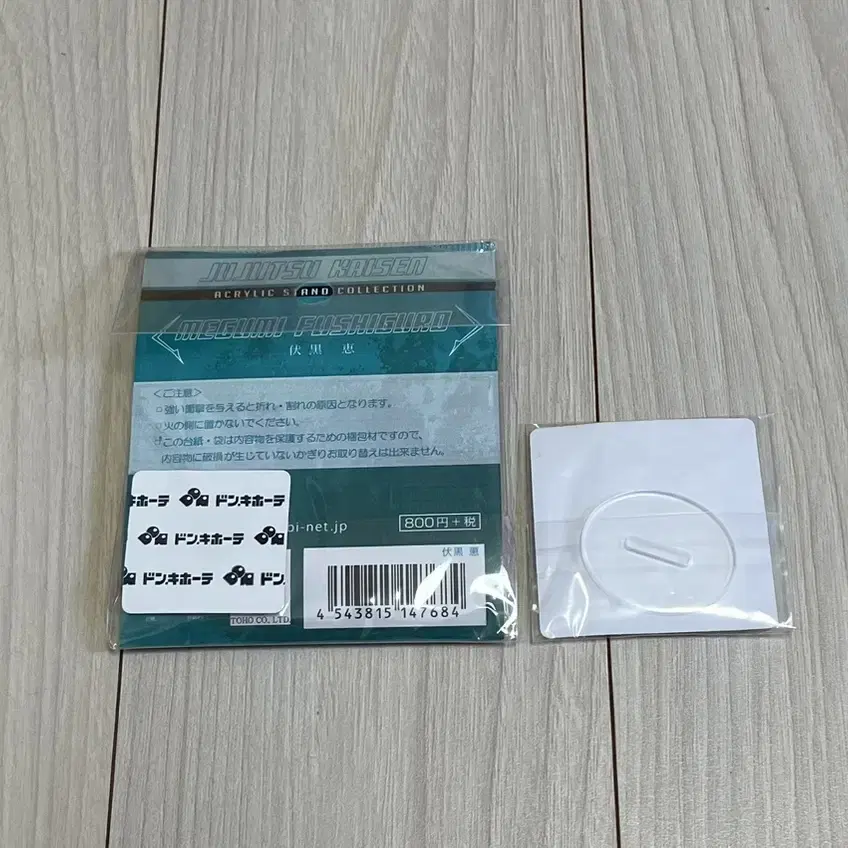 JUJUTSU KAISEN
ACRYLIC STAND COLLECTION
MEGUMI FUSHIGURO
伏黒 恵
＜ご注意＞
○強い衝撃を与えると折れ・割れの原因となります。
○火の側に置かないでください。
○この台紙・袋は内容物を保護するための梱包材ですので、
内容物に破損が生じていないかぎりお取り替えは出来ません。
キホーテ ドン.キホーテ
ドン.キホーテ
ドン.キホーテ ドン.
pi-net.jp
800円＋税
伏黒 恵
4 543815 147684
TOHO CO., LTD.